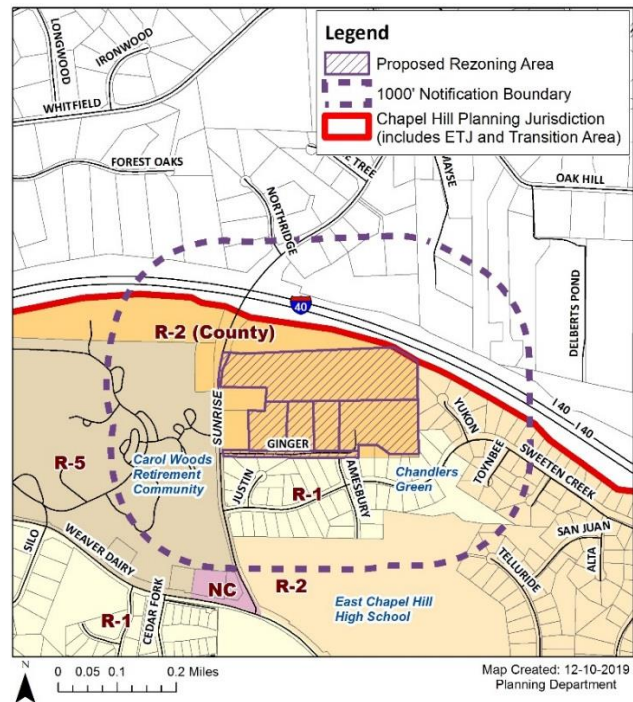 LONGWOOD
IRONWOOD
WHITFIELD
Legend
Proposed Rezoning Area
1000' Notification Boundary
Chapel Hill Planning Jurisdiction
(includes ETJ and Transition Area)
FOREST OAKS
NORTHRIDGE
E TREE
MAYSE
OAK HILL
DELBERTS POND
40
R-2 (County)
I 40
I 40
SUNRISE
GINGER
YUKON
TOYNBEE
SWEETEN CREEK
R-5
Carol Woods
Retirement
Community
JUSTIN
R-1
AMESBURY
Chandlers
Green
SAN JUAN
ALTA
TELLURIDE
SILO
WEAVER DAIRY
CEDAR FORK
R-1
NC
R-2
East Chapel Hill
High School
N
0 0.05 0.1 0.2 Miles
Map Created: 12-10-2019
Planning Department